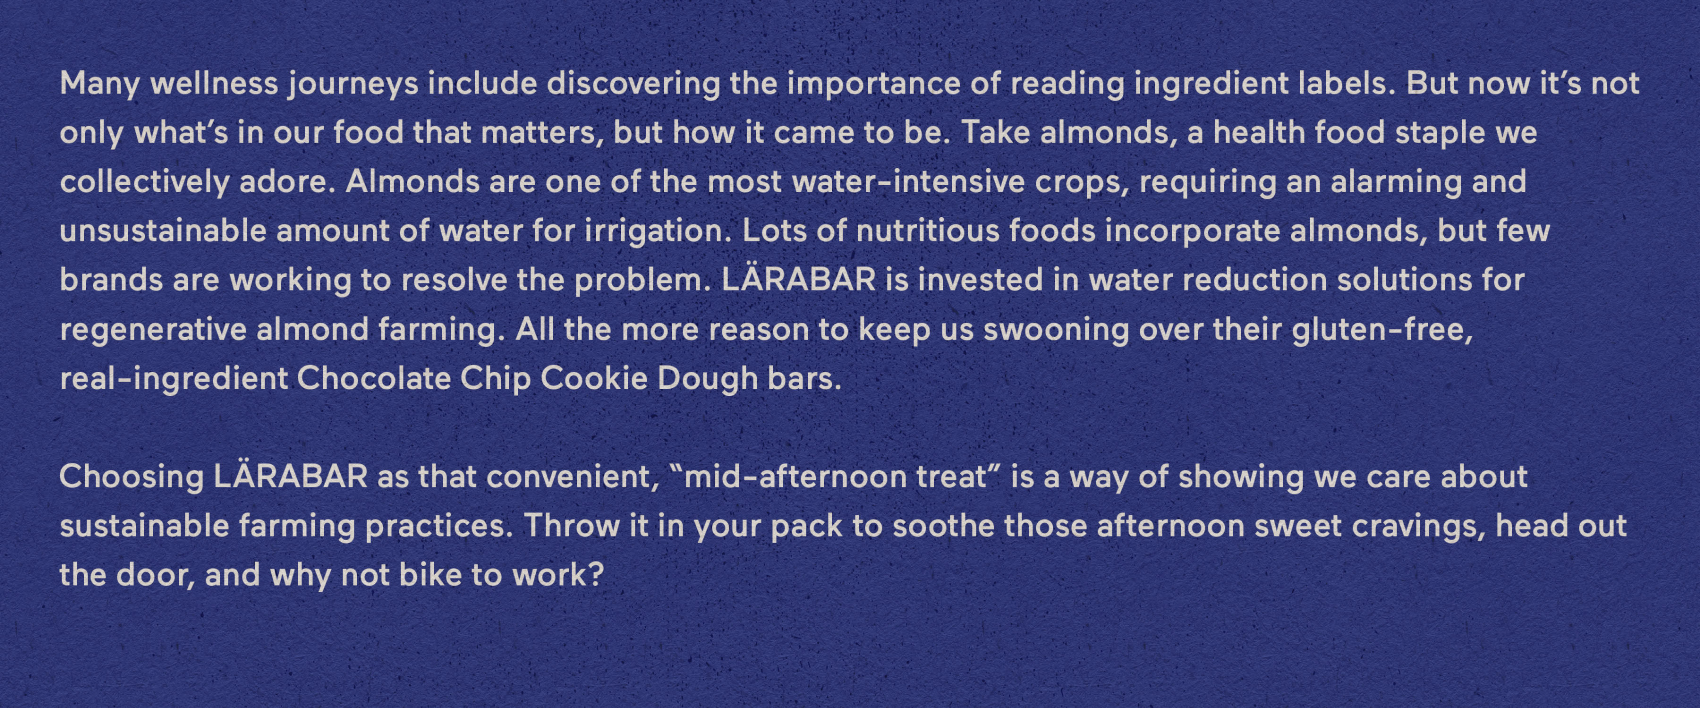 Many wellness journeys include discovering the importance of reading ingredient labels. But now it’s not
only what’s in our food that matters, but how it came to be. Take almonds, a health food staple we
collectively adore. Almonds are one of the most water-intensive crops, requiring an alarming and
unsustainable amount of water for irrigation. Lots of nutritious foods incorporate almonds, but few
brands are working to resolve the problem. LÄRABAR is invested in water reduction solutions for
regenerative almond farming. All the more reason to keep us swooning over their gluten-free,
real-ingredient Chocolate Chip Cookie Dough bars.
Choosing LÄRABAR as that convenient, “mid-afternoon treat” is a way of showing we care about
sustainable farming practices. Throw it in your pack to soothe those afternoon sweet cravings, head out
the door, and why not bike to work?